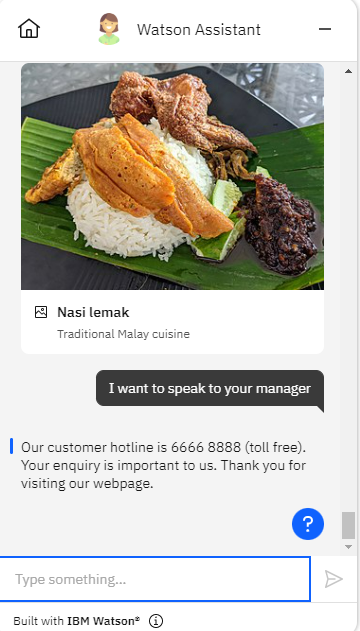 Watson Assistant
Nasi lemak
Traditional Malay cuisine
I want to speak to your manager
Our customer hotline is 6666 8888 (toll free).
Your enquiry is important to us. Thank you for
visiting our webpage.
?
Type something...
Built with IBM Watson®